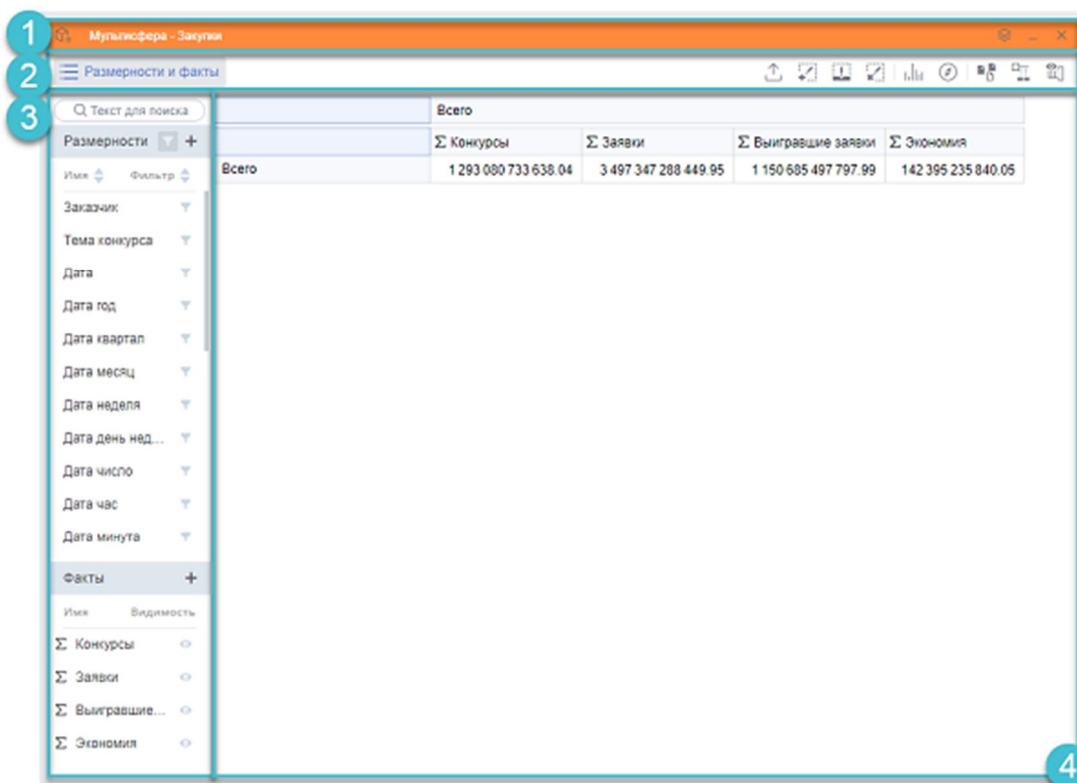 1
Мультисфера - Закупки
2
Размерности и факты
3
Текст для поиска
Размерности
Имя Фильтр
Заказчик
Тема конкурса
Дата
Дата год
Дата квартал
Дата месяц
Дата неделя
Дата день нед...
Дата число
Дата час
Дата минута
Факты
Имя Видимость
Σ Конкурсы
Σ Заявки
Σ Выигравшие...
Σ Экономия
Всего
Σ Конкурсы Σ Заявки Σ Выигравшие заявки Σ Экономия
Всего 1 293 080 733 638.04 3 497 347 288 449.95 1 150 685 497 797.99 142 395 235 840.05
4